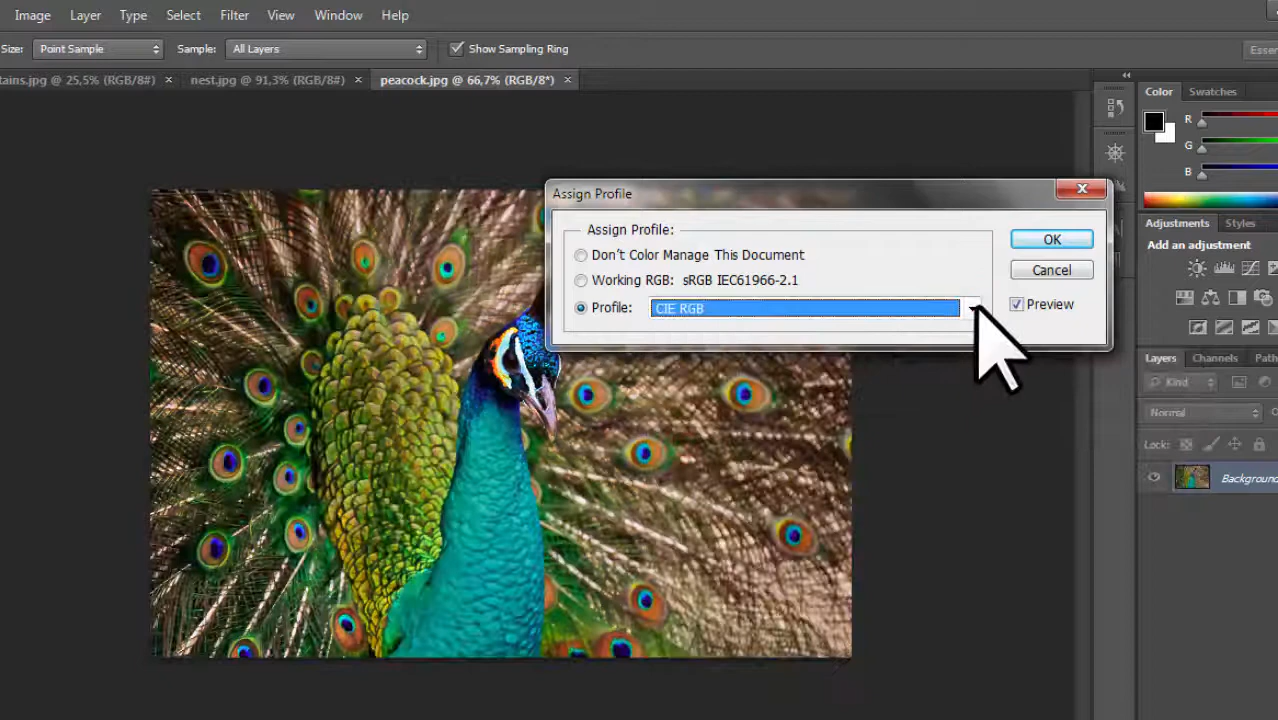 Image Layer Type Select Filter View Window Help
Size: Point Sample Sample: All Layers Show Sampling Ring
tains.jpg @ 25,5% (RGB/8#) × nest.jpg @ 91,3% (RGB/8#) × peacock.jpg @ 66,7% (RGB/8*) ×
Color Swatches
R
G
B
Assign Profile
Assign Profile:
Don't Color Manage This Document
Working RGB: sRGB IEC61966-2.1
Profile: CIE RGB
OK
Cancel
Preview
Adjustments Styles
Add an adjustment
Layers Channels Path
Kind
Normal
Lock:
Background